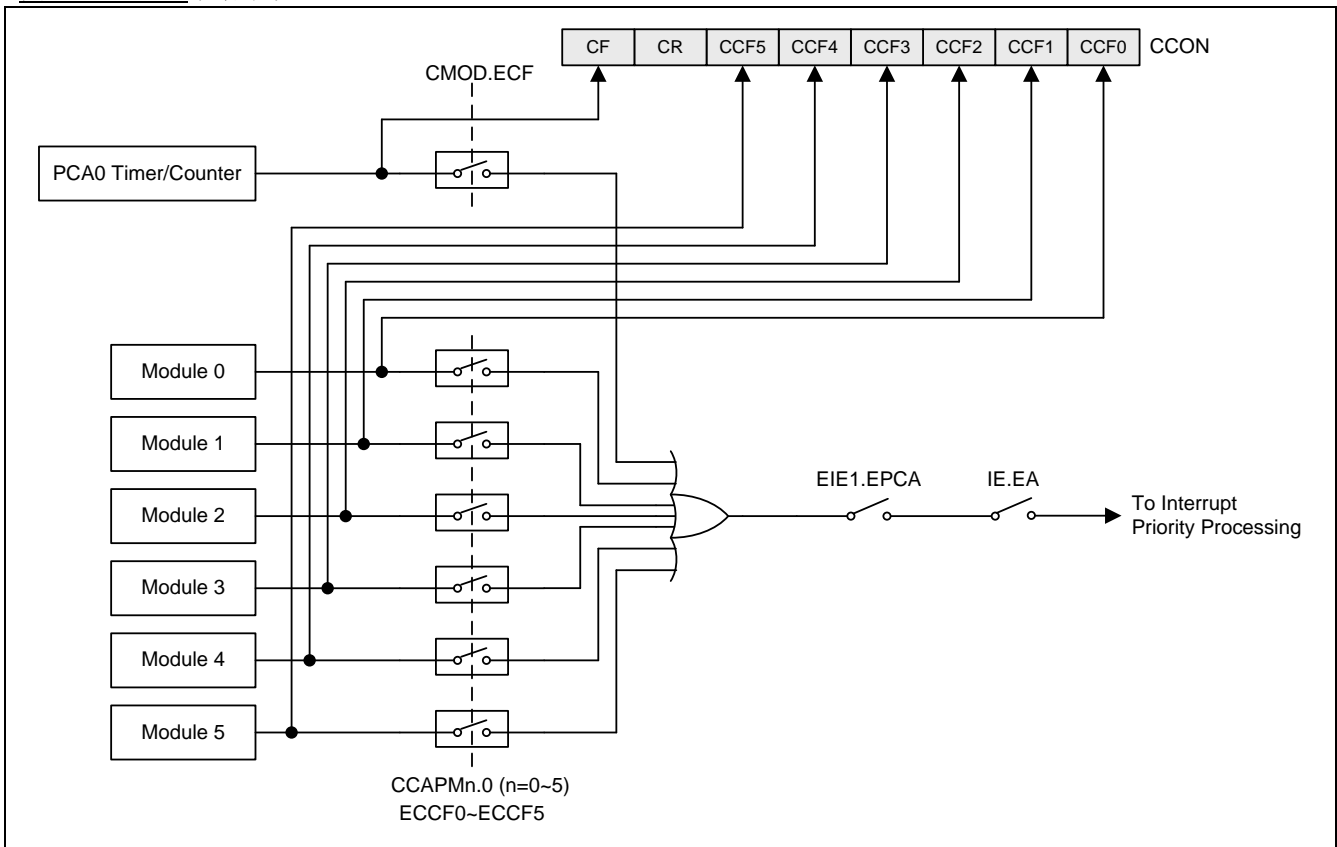 CF CR CCF5 CCF4 CCF3 CCF2 CCF1 CCF0 CCON
CMOD.ECF
PCA0 Timer/Counter
Module 0
Module 1
Module 2
Module 3
Module 4
Module 5
EIE1.EPCA
IE.EA
To Interrupt
Priority Processing
CCAPMn.0 (n=0~5)
ECCF0~ECCF5